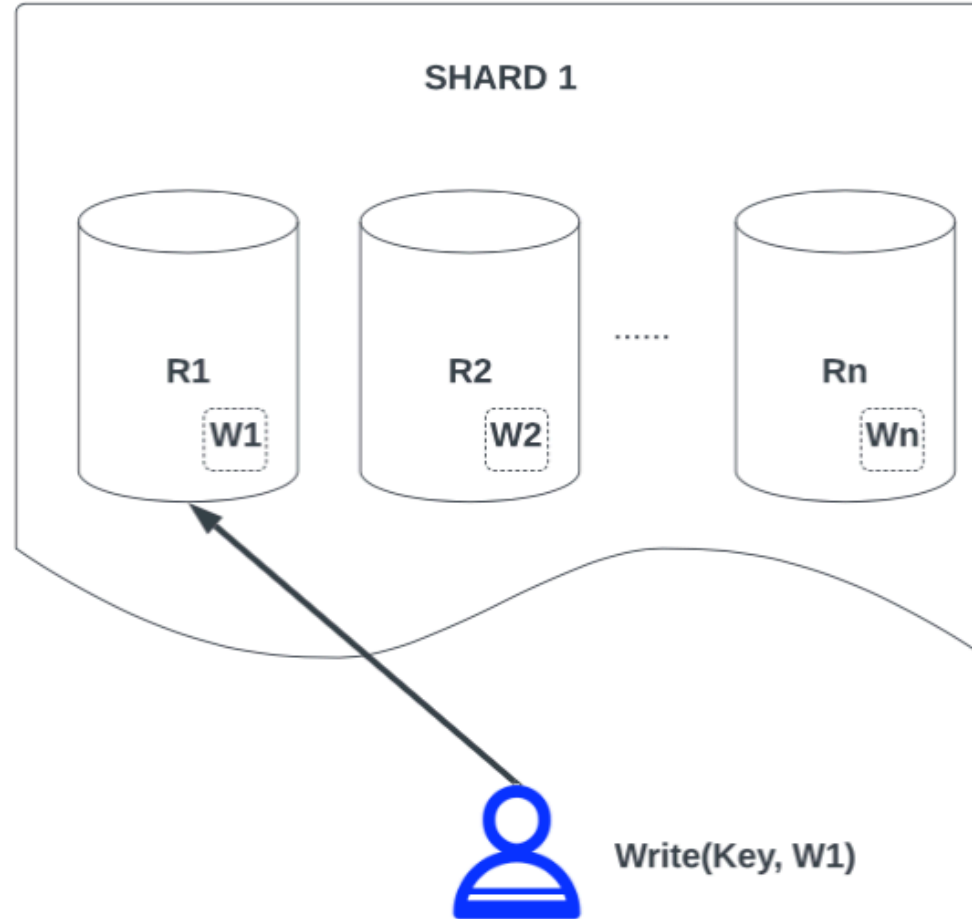 SHARD 1
R1
R2
......
Rn
W1
W2
Wn
Write(Key, W1)